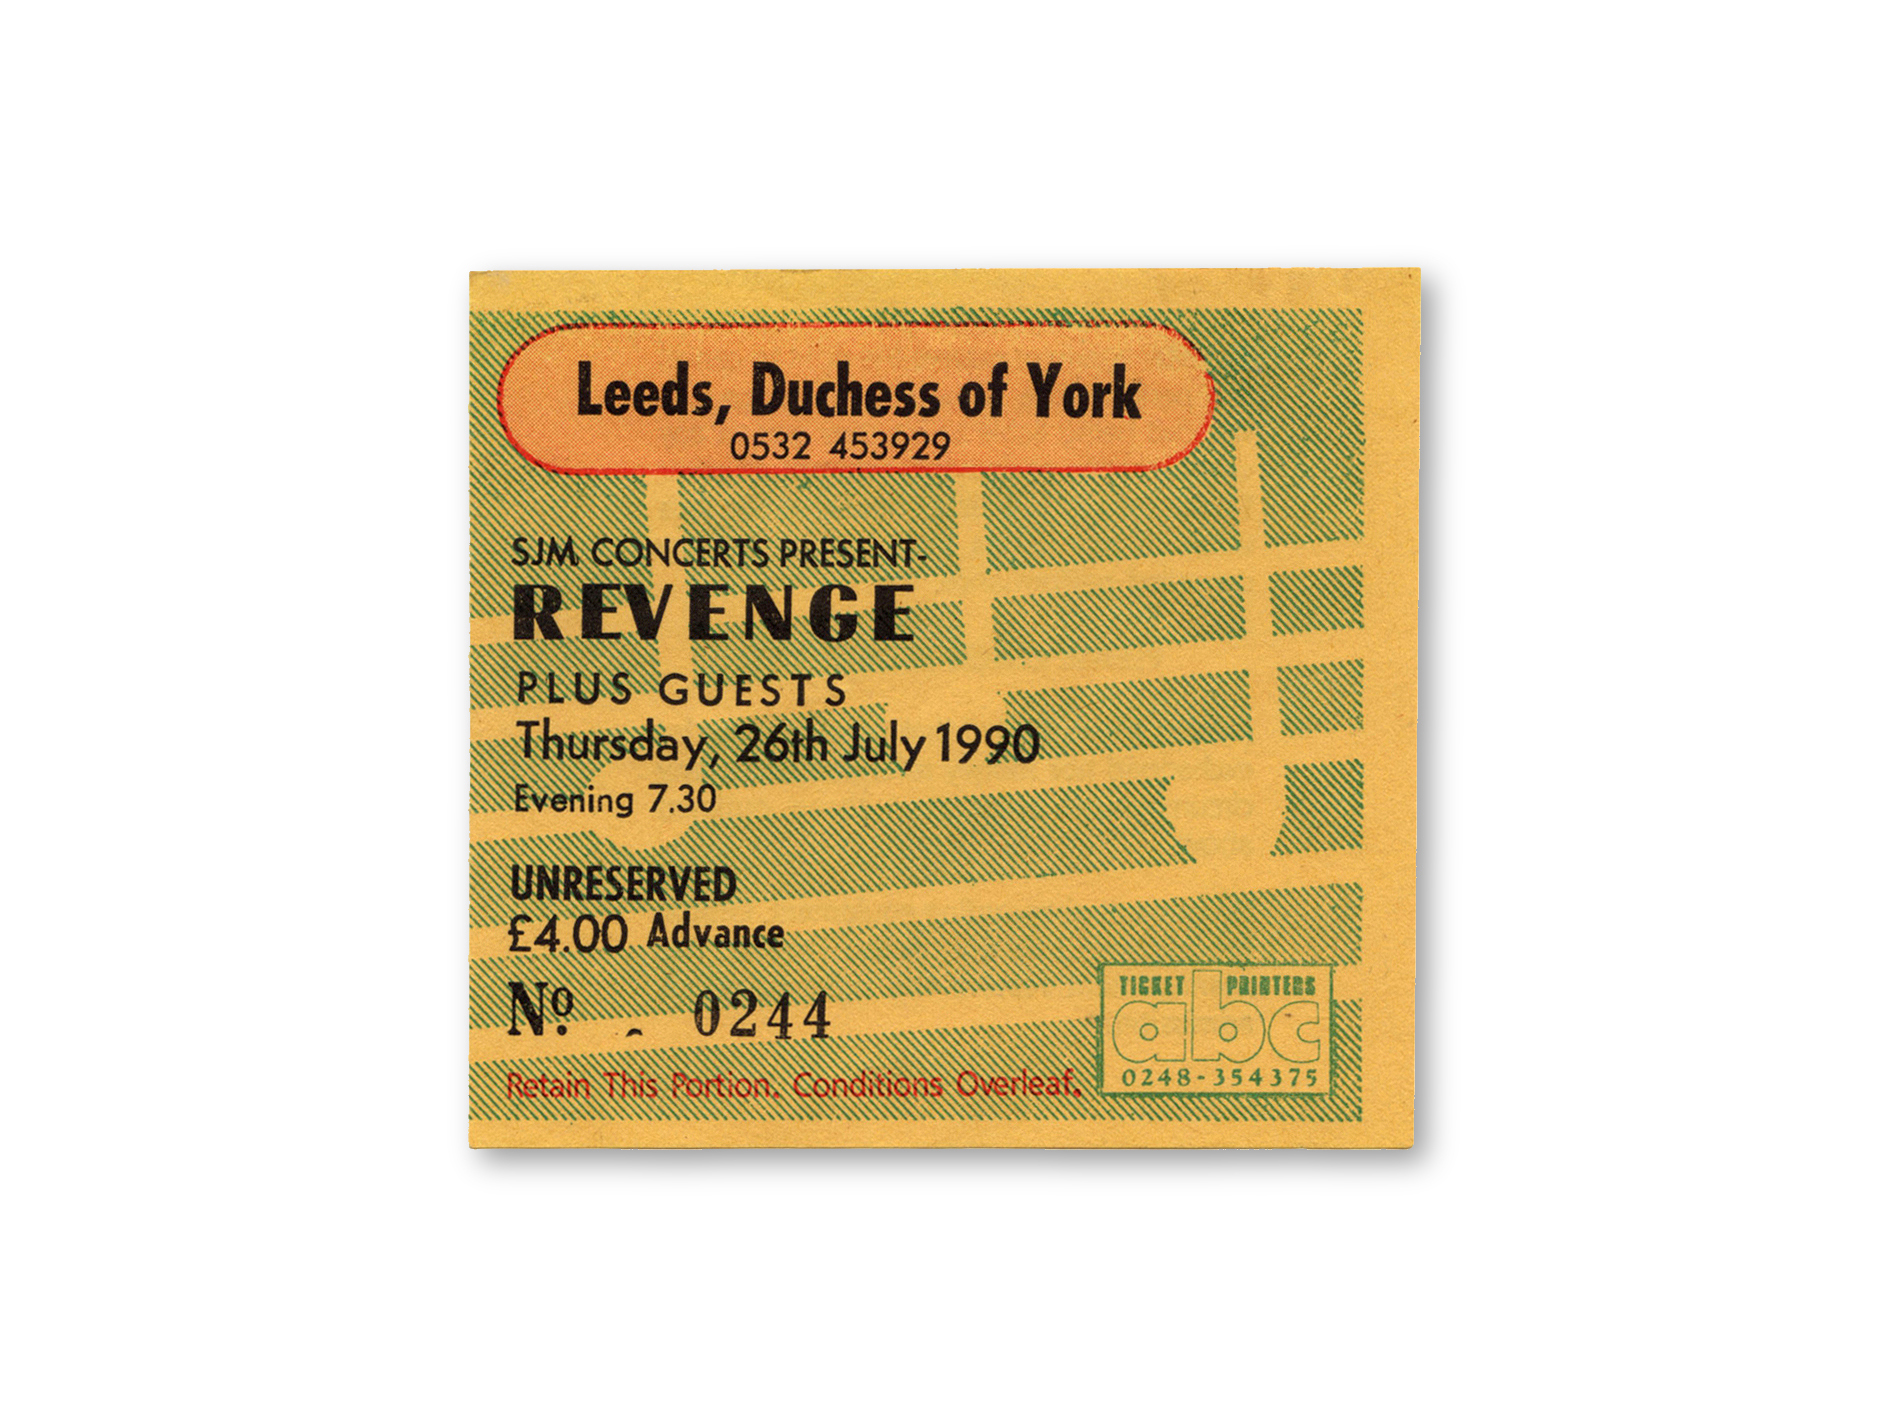 Leeds, Duchess of York
0532 453929
SJM CONCERTS PRESENT-
REVENGE
PLUS GUESTS
Thursday, 26th July 1990
Evening 7.30
UNRESERVED
£4.00 Advance
Nº 0244
Retain This Portion. Conditions Overleaf.
TICKET PRINTERS
abc
0248-354375